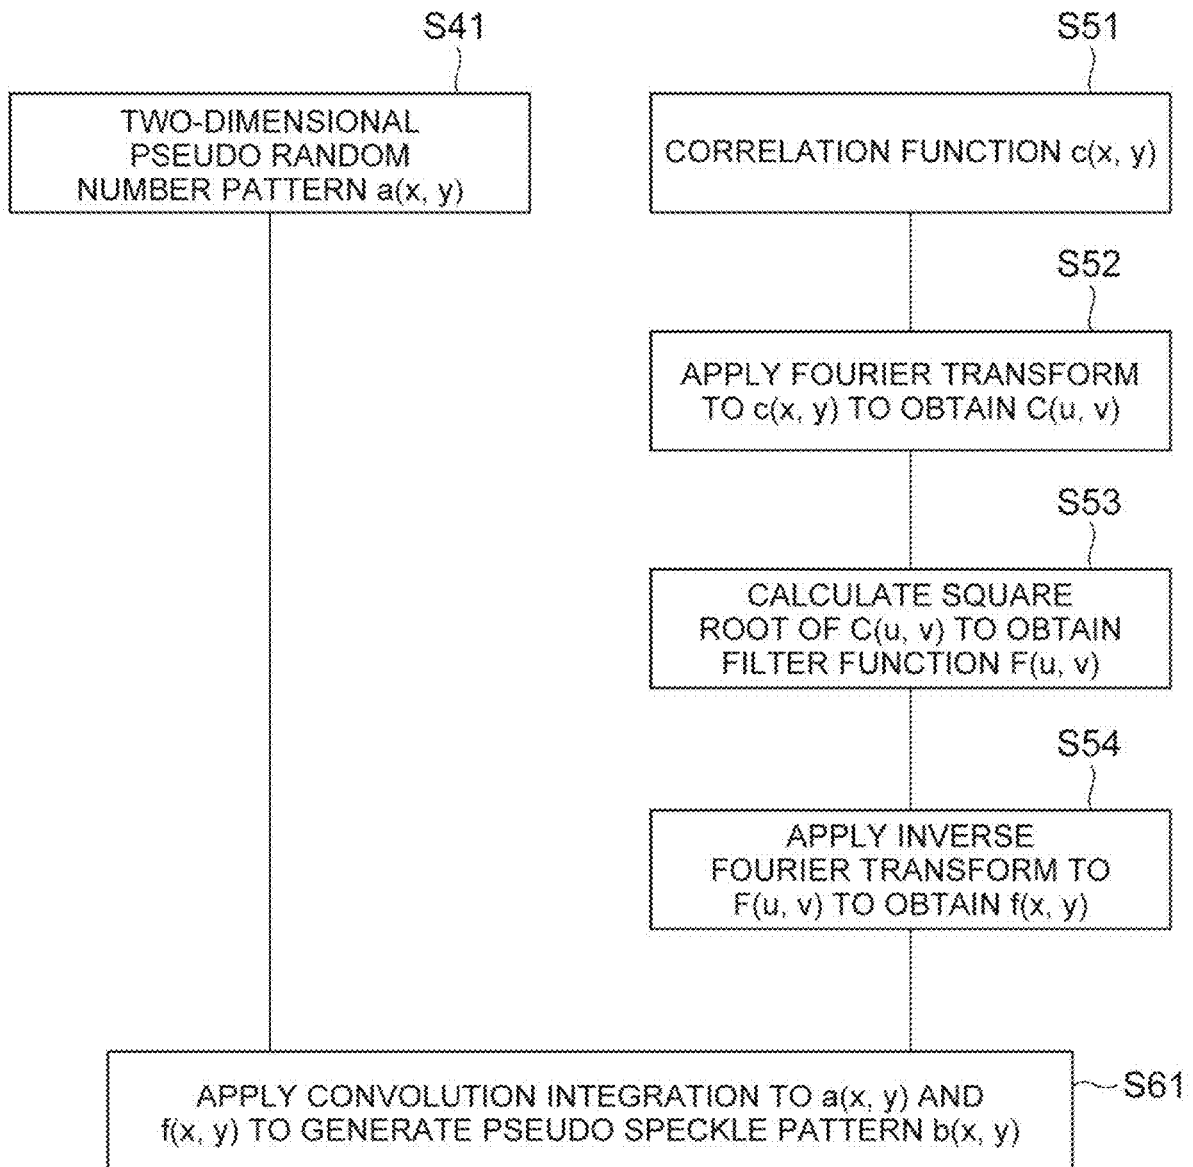 S41
TWO-DIMENSIONAL
PSEUDO RANDOM
NUMBER PATTERN a(x, y)
S51
CORRELATION FUNCTION c(x, y)
S52
APPLY FOURIER TRANSFORM
TO c(x, y) TO OBTAIN C(u, v)
S53
CALCULATE SQUARE
ROOT OF C(u, v) TO OBTAIN
FILTER FUNCTION F(u, v)
S54
APPLY INVERSE
FOURIER TRANSFORM TO
F(u, v) TO OBTAIN f(x, y)
APPLY CONVOLUTION INTEGRATION TO a(x, y) AND
f(x, y) TO GENERATE PSEUDO SPECKLE PATTERN b(x, y)
S61